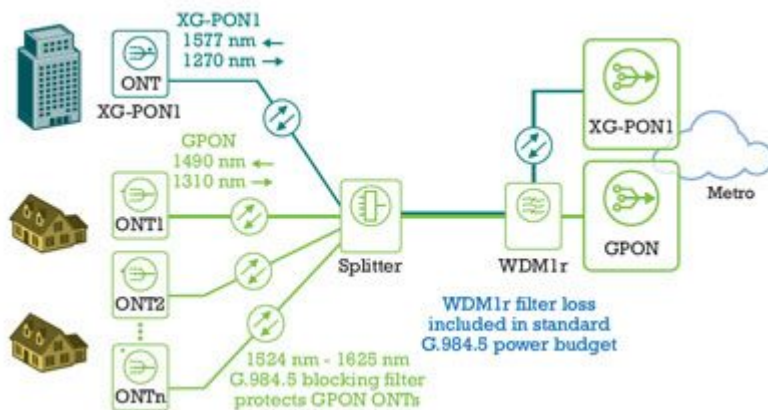 XG-PON1
1577 nm ←
1270 nm →
ONT
XG-PON1
GPON
1490 nm ←
1310 nm →
ONT1
ONT2
ONTn
Splitter
WDM1r
XG-PON1
GPON
Metro
WDM1r filter loss
included in standard
G.984.5 power budget
1524 nm - 1625 nm
G.984.5 blocking filter
protects GPON ONTs